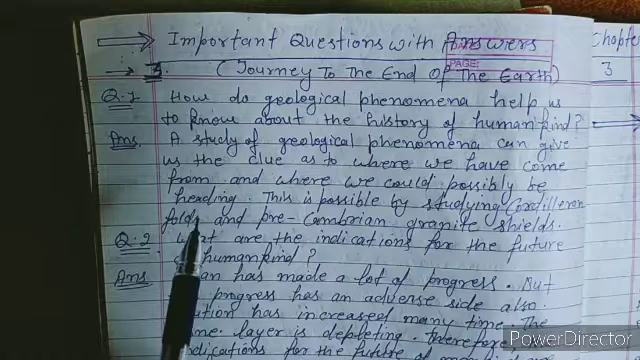 Important Questions with Answers
3. (Journey To The End Of The Earth)
PAGE:
Chapter
3
Q.1 How do geological phenomena help us
to know about the history of humankind?
Ans. A study of geological phenomena can give
us the clue as to where we have come
from and where we could possibly be
heading. This is possible by studying Cordilleran
folds and pre-Cambrian granite shields.
Q.2 What are the indications for the future
humankind?
Ans has made a lot of progress. But
progress has an adverse side also.
has increased many time. The
layer is depleting. Therefore,
for the future of
PowerDirector